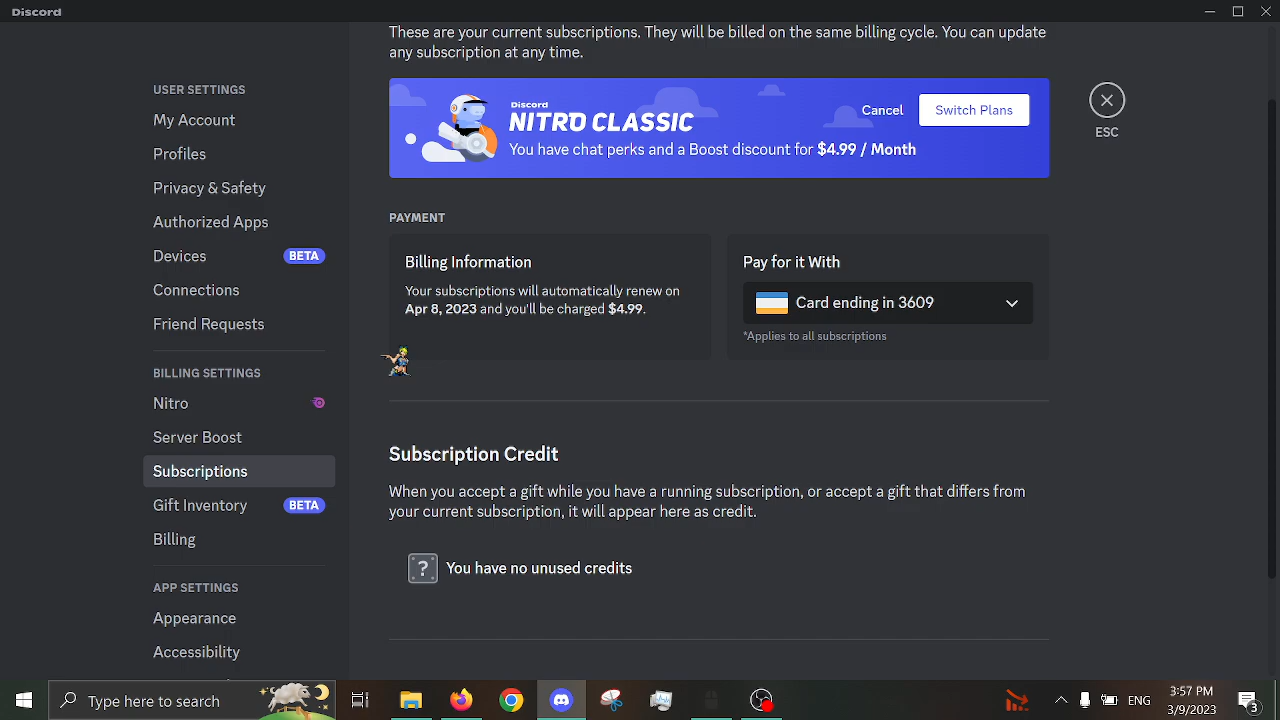 Discord
These are your current subscriptions. They will be billed on the same billing cycle. You can update
any subscription at any time.
USER SETTINGS
My Account
Profiles
Privacy & Safety
Authorized Apps
Devices BETA
Connections
Friend Requests
BILLING SETTINGS
Nitro
Server Boost
Subscriptions
Gift Inventory BETA
Billing
APP SETTINGS
Appearance
Accessibility
Discord
NITRO CLASSIC
You have chat perks and a Boost discount for $4.99 / Month
Cancel
Switch Plans
ESC
PAYMENT
Billing Information
Your subscriptions will automatically renew on
Apr 8, 2023 and you'll be charged $4.99.
Pay for it With
Card ending in 3609
*Applies to all subscriptions
Subscription Credit
When you accept a gift while you have a running subscription, or accept a gift that differs from
your current subscription, it will appear here as credit.
? You have no unused credits
Type here to search
ENG
3:57 PM
3/9/2023
3